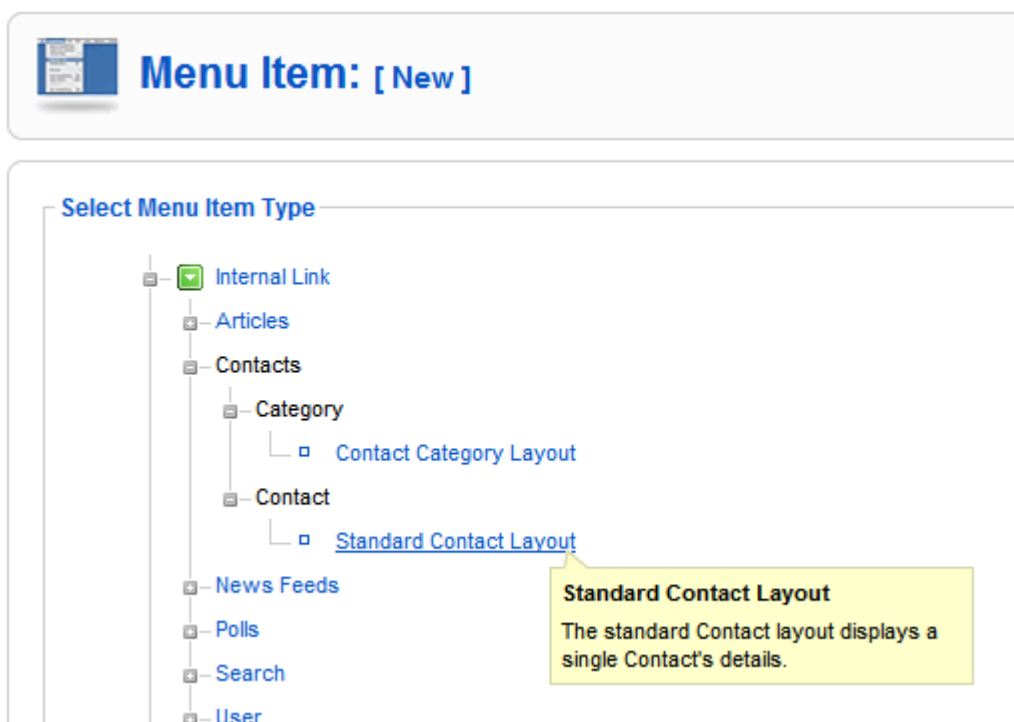 Menu Item: [ New ]
Select Menu Item Type
Internal Link
Articles
Contacts
Category
Contact Category Layout
Contact
Standard Contact Layout
News Feeds
Standard Contact Layout
The standard Contact layout displays a
single Contact's details.
Polls
Search
User